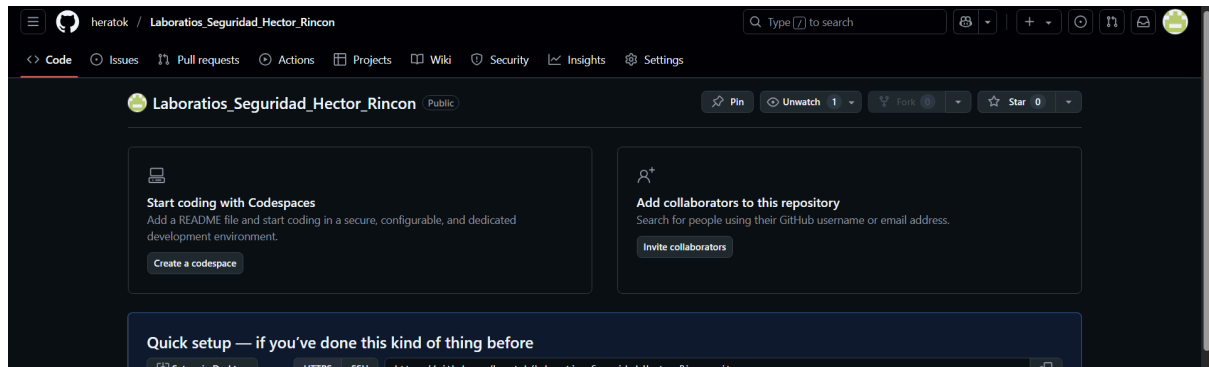 heratok / Laboratios_Seguridad_Hector_Rincon
Type / to search
Code Issues Pull requests Actions Projects Wiki Security Insights Settings
Laboratios_Seguridad_Hector_Rincon Public
Pin Unwatch 1 Fork 0 Star 0
Start coding with Codespaces
Add a README file and start coding in a secure, configurable, and dedicated
development environment.
Create a codespace
Add collaborators to this repository
Search for people using their GitHub username or email address.
Invite collaborators
Quick setup — if you've done this kind of thing before
HTTPS SSH